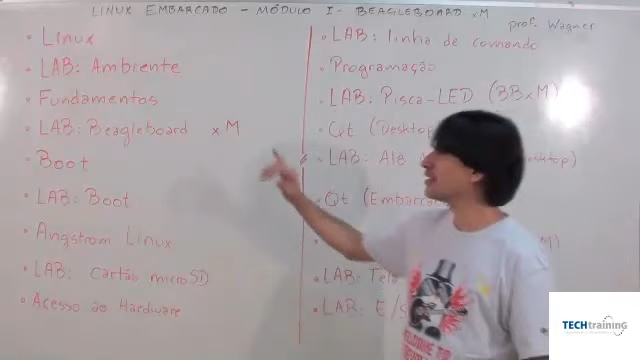 LINUX EMBARCADO - MÓDULO I - BEAGLEBOARD xM
prof. Wagner
• Linux
• LAB: Ambiente
• Fundamentos
• LAB: Beagleboard xM
• Boot
• LAB: Boot
• Angstrom Linux
• LAB: Cartão microSD
• Acesso ao Hardware
• LAB: linha de comando
• Programação
• LAB: Pisca-LED (BBxM)
• Qt (Desktop
• LAB: Alô desktop)
• Qt (Embarca
M)
• LAB: Tela
• LAB: E/S
TECHtraining